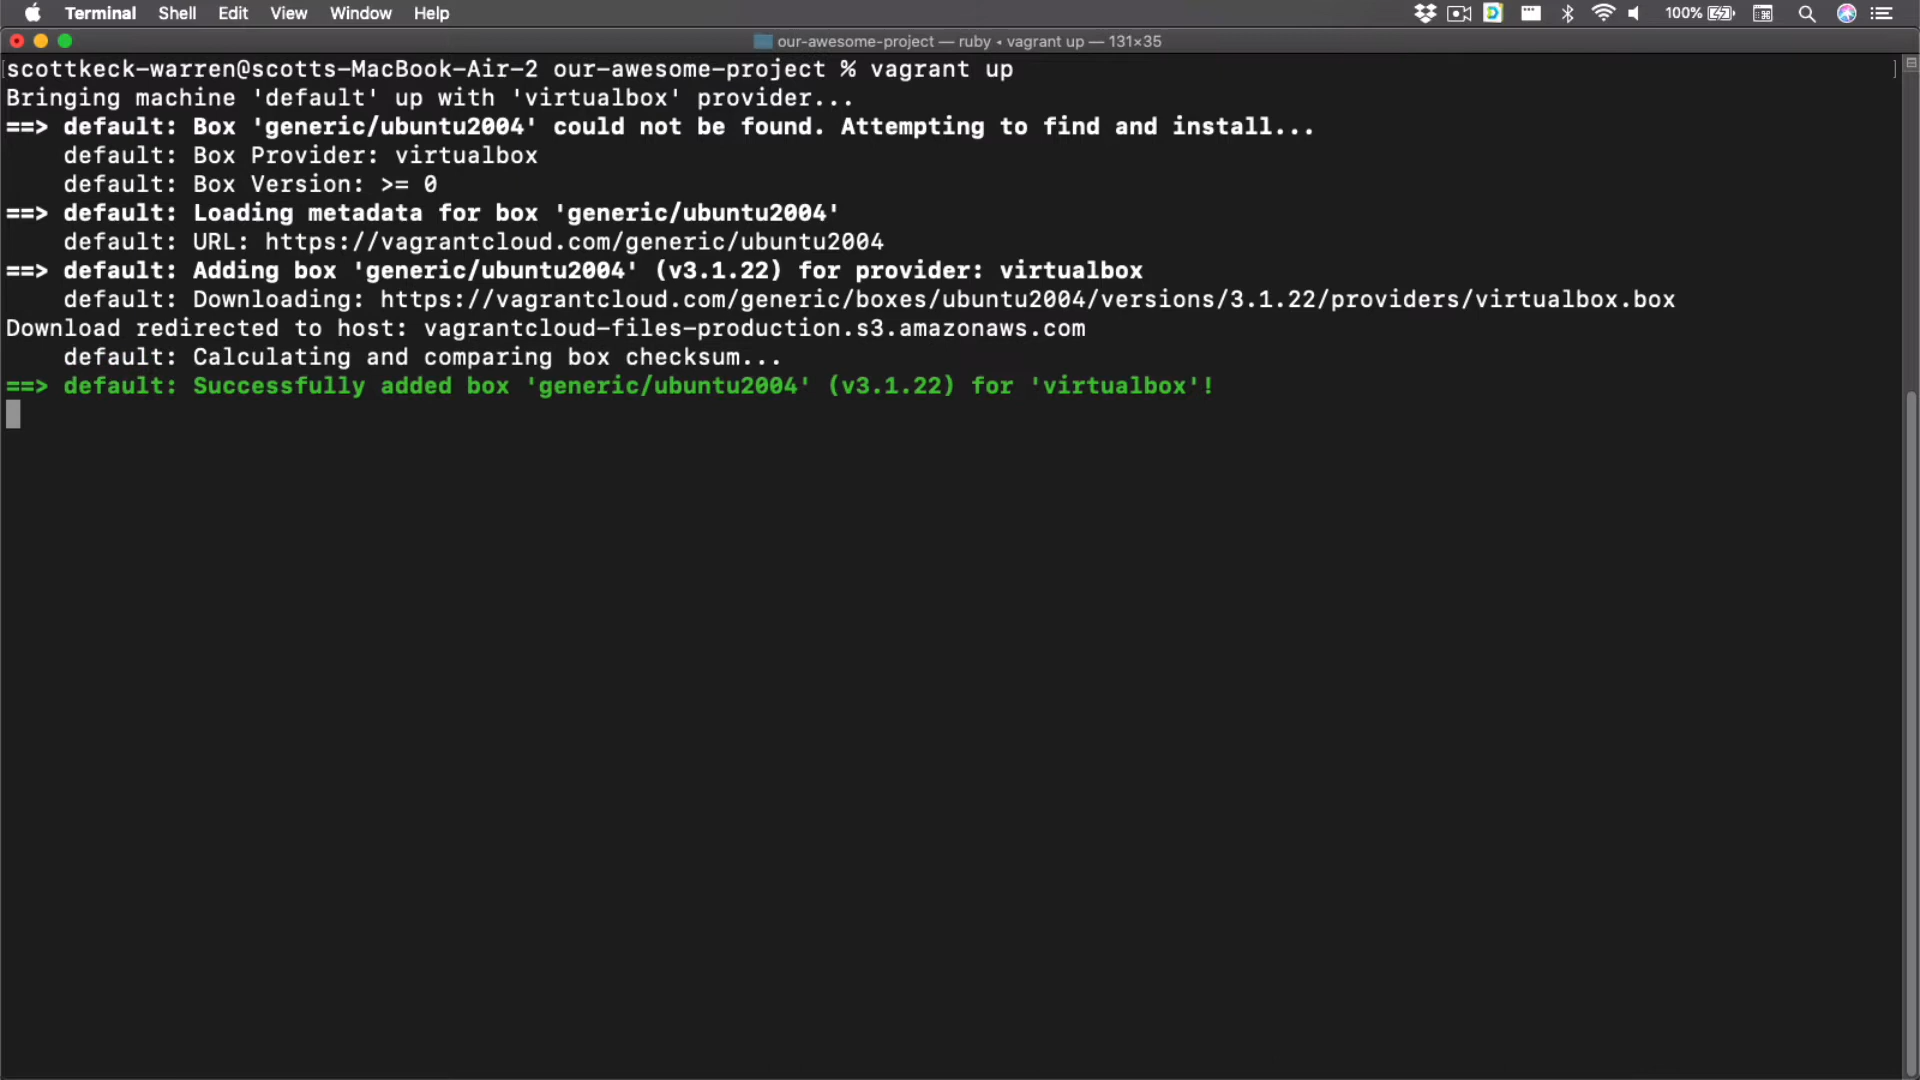 Terminal Shell Edit View Window Help 100%
our-awesome-project — ruby ◂ vagrant up — 131×35
scottkeck-warren@scotts-MacBook-Air-2 our-awesome-project % vagrant up
Bringing machine 'default' up with 'virtualbox' provider...
==> default: Box 'generic/ubuntu2004' could not be found. Attempting to find and install...
    default: Box Provider: virtualbox
    default: Box Version: >= 0
==> default: Loading metadata for box 'generic/ubuntu2004'
    default: URL: https://vagrantcloud.com/generic/ubuntu2004
==> default: Adding box 'generic/ubuntu2004' (v3.1.22) for provider: virtualbox
    default: Downloading: https://vagrantcloud.com/generic/boxes/ubuntu2004/versions/3.1.22/providers/virtualbox.box
Download redirected to host: vagrantcloud-files-production.s3.amazonaws.com
    default: Calculating and comparing box checksum...
==> default: Successfully added box 'generic/ubuntu2004' (v3.1.22) for 'virtualbox'!